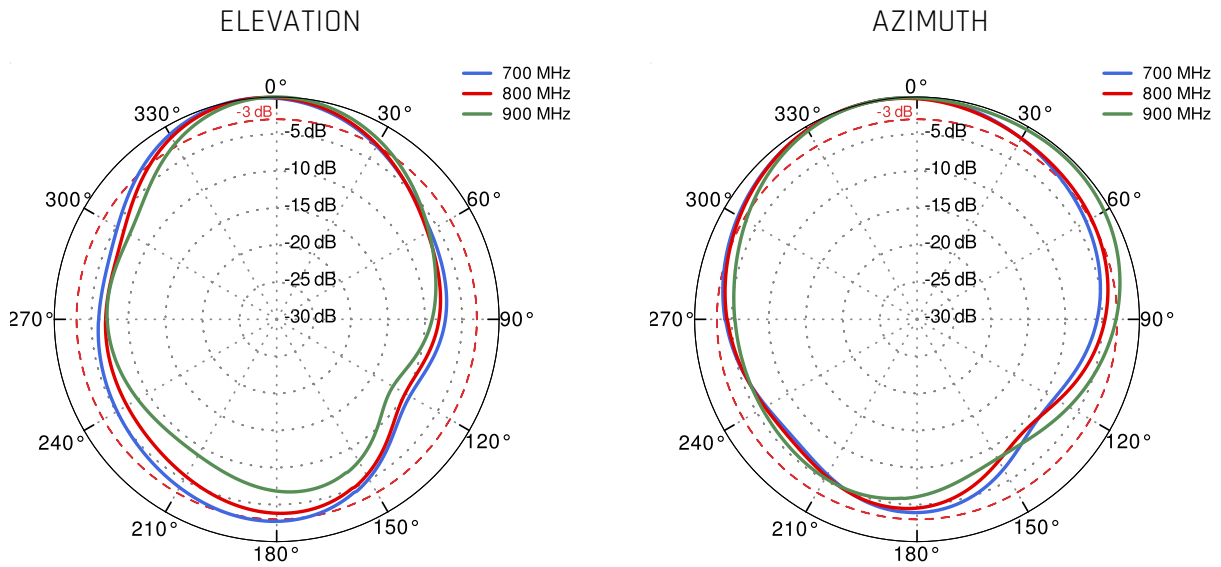 ELEVATION
700 MHz
800 MHz
900 MHz
0°
30°
60°
90°
120°
150°
180°
210°
240°
270°
300°
330°
-3 dB
-5 dB
-10 dB
-15 dB
-20 dB
-25 dB
-30 dB
AZIMUTH
700 MHz
800 MHz
900 MHz
0°
30°
60°
90°
120°
150°
180°
210°
240°
270°
300°
330°
-3 dB
-5 dB
-10 dB
-15 dB
-20 dB
-25 dB
-30 dB